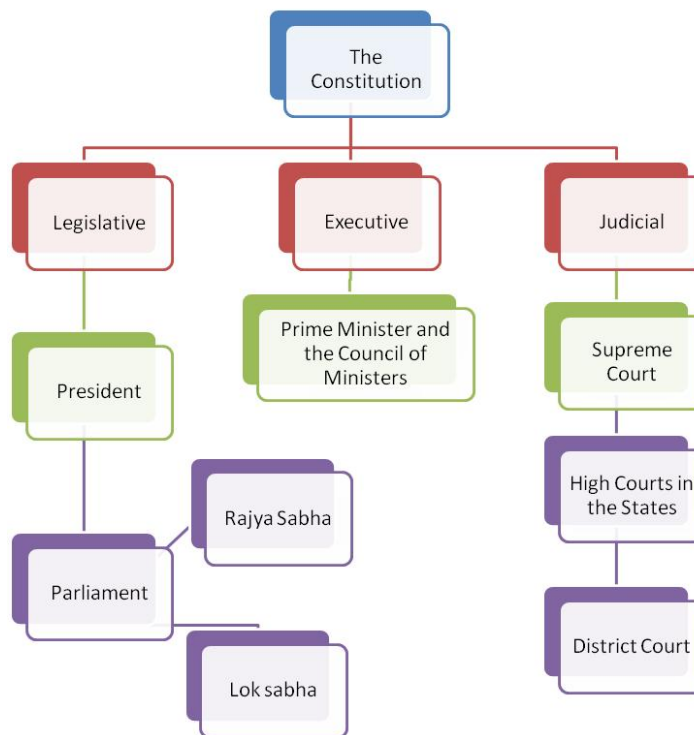 The
Constitution
Legislative
Executive
Judicial
Prime Minister and
the Council of
Ministers
President
Supreme
Court
Rajya Sabha
High Courts in
the States
Parliament
Lok sabha
District Court